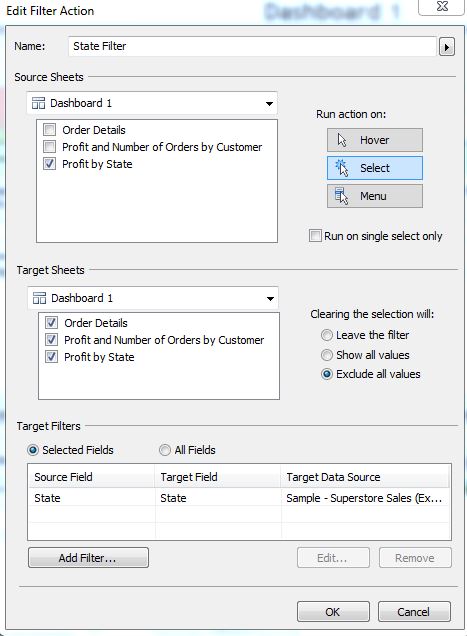 Dashboard 1
Edit Filter Action
Name: State Filter
Source Sheets
Dashboard 1
Order Details
Profit and Number of Orders by Customer
Profit by State
Run action on:
Hover
Select
Menu
Run on single select only
Target Sheets
Dashboard 1
Order Details
Profit and Number of Orders by Customer
Profit by State
Clearing the selection will:
Leave the filter
Show all values
Exclude all values
Target Filters
Selected Fields All Fields
Source Field Target Field Target Data Source
State State Sample - Superstore Sales (Ex...
Add Filter... Edit... Remove
OK Cancel